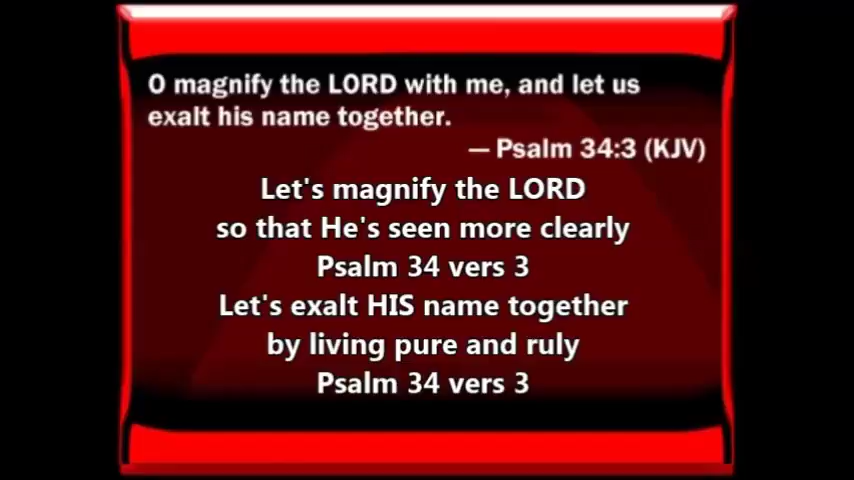 O magnify the LORD with me, and let us
exalt his name together.
— Psalm 34:3 (KJV)
Let's magnify the LORD
so that He's seen more clearly
Psalm 34 vers 3
Let's exalt HIS name together
by living pure and ruly
Psalm 34 vers 3